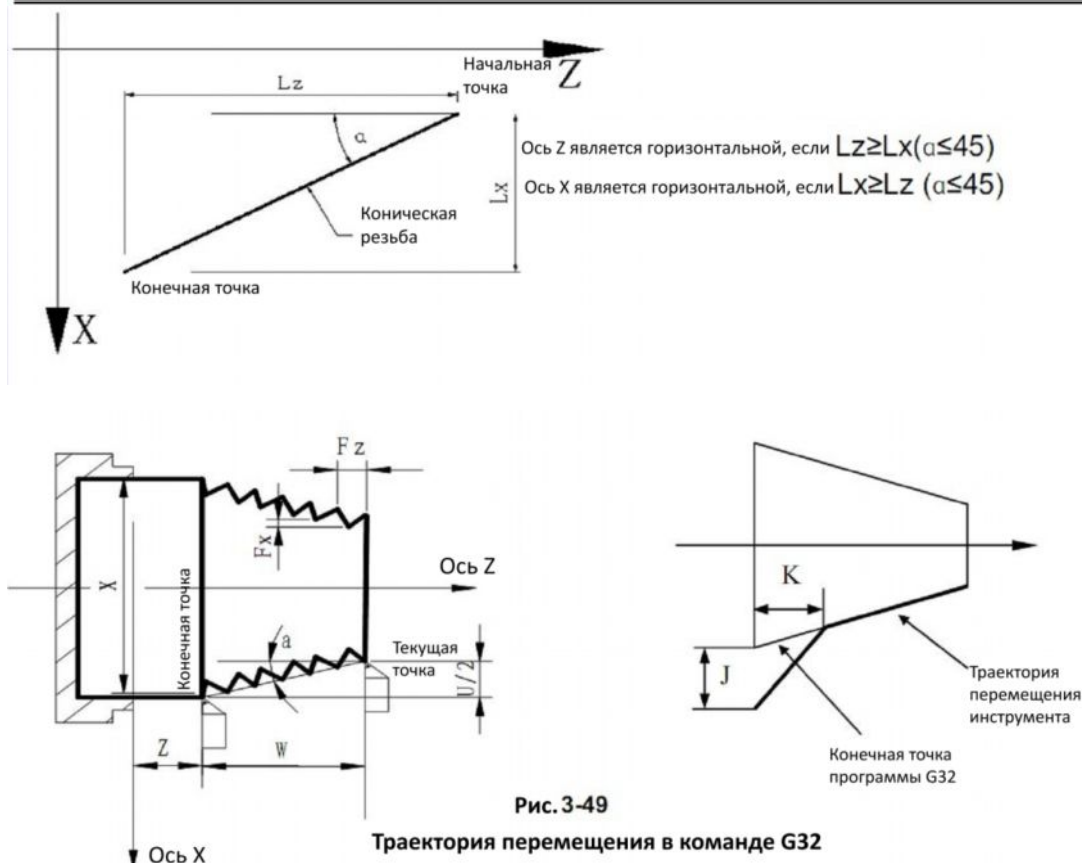 Начальная
точка
Z
Lz
α
Ось Z является горизонтальной, если Lz≥Lx(α≤45)
Ось X является горизонтальной, если Lx≥Lz (α≤45)
Lx
Коническая
резьба
Конечная точка
X
Fz
Fx
X
Ось Z
Конечная точка
a
Текущая
точка
U/2
Z
W
Ось X
K
J
Траектория
перемещения
инструмента
Конечная точка
программы G32
Рис. 3-49
Траектория перемещения в команде G32